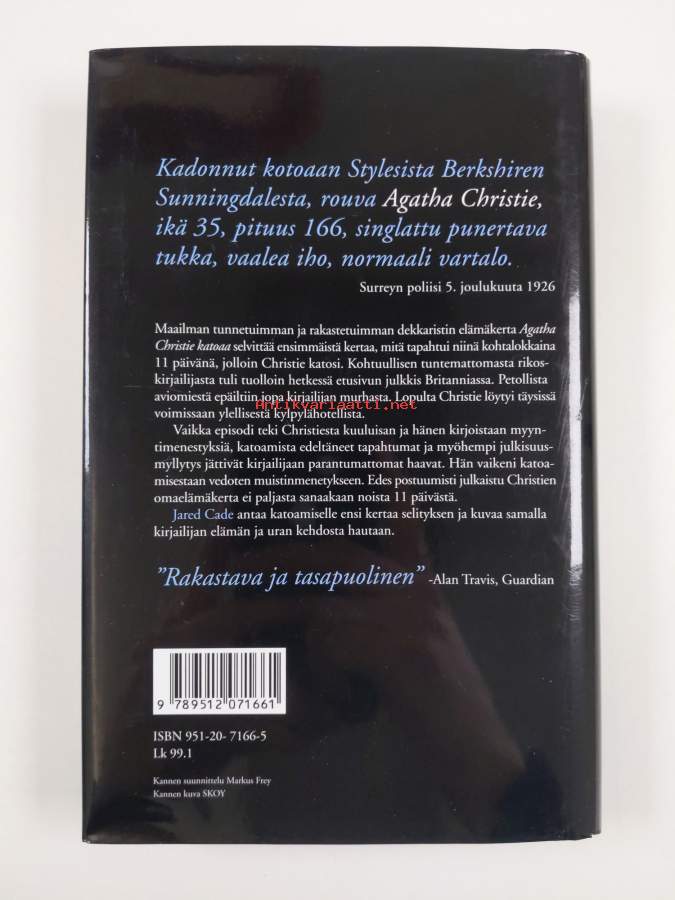 Kadonnut kotoaan Stylesista Berkshiren
Sunningdalesta, rouva Agatha Christie,
ikä 35, pituus 166, singlattu punertava
tukka, vaalea iho, normaali vartalo.
Surreyn poliisi 5. joulukuuta 1926
Maailman tunnetuimman ja rakastetuimman dekkaristin elämäkerta Agatha
Christie katoaa selvittää ensimmäistä kertaa, mitä tapahtui niinä kohtalokkaina
11 päivänä, jolloin Christie katosi. Kohtuullisen tuntemattomasta rikos-
kirjailijasta tuli tuolloin hetkessä etusivun julkkis Britanniassa. Petollista
aviomiestä epäiltiin jopa kirjailijan murhasta. Lopulta Christie löytyi täysissä
Antikvariaatti.net
voimissaan ylellisestä kylpylähotellista.
Vaikka episodi teki Christiesta kuuluisan ja hänen kirjoistaan myyn-
timenestyksiä, katoamista edeltäneet tapahtumat ja myöhempi julkisuus-
myllytys jättivät kirjailijaan parantumattomat haavat. Hän vaikeni katoa-
misestaan vedoten muistinmenetykseen. Edes postuumisti julkaistu Christien
omaelämäkerta ei paljasta sanaakaan noista 11 päivästä.
Jared Cade antaa katoamiselle ensi kertaa selityksen ja kuvaa samalla
kirjailijan elämän ja uran kehdosta hautaan.
”Rakastava ja tasapuolinen” -Alan Travis, Guardian
9 789512 071661
ISBN 951-20- 7166-5
Lk 99.1
Kannen suunnittelu Markus Frey
Kannen kuva SKOY